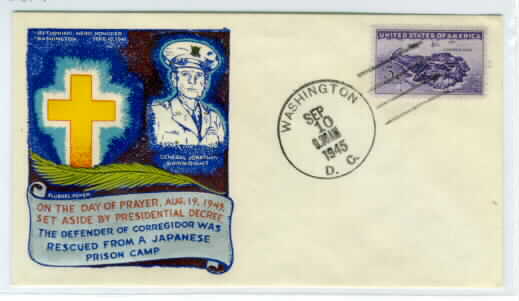 RETURNING HERO HONORED
WASHINGTON SEPT. 10, 1945
GENERAL JONATHAN
WAINWRIGHT
FLUEGEL COVER
ON THE DAY OF PRAYER, AUG. 19, 1945
SET ASIDE BY PRESIDENTIAL DECREE
THE DEFENDER OF CORREGIDOR WAS
RESCUED FROM A JAPANESE
PRISON CAMP
WASHINGTON
SEP
10
1945
D. C.
UNITED STATES OF AMERICA
CORREGIDOR
3